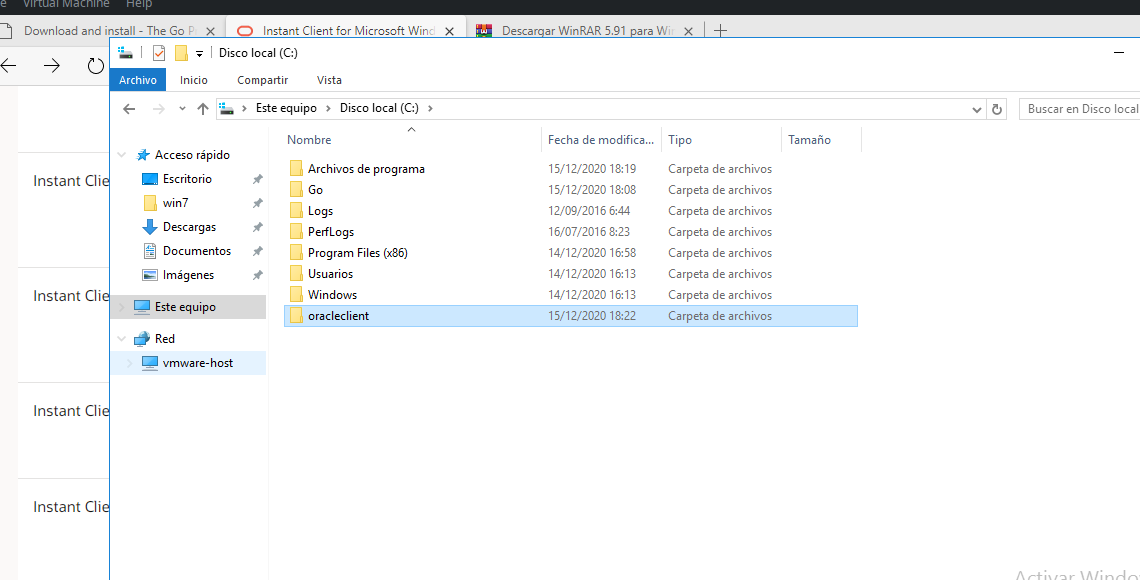 e Virtual Machine Help
Download and install - The Go P
Instant Client for Microsoft Wind
Descargar WinRAR 5.91 para Wi
Disco local (C:)
Archivo Inicio Compartir Vista
Este equipo Disco local (C:)
Buscar en Disco local
Nombre Fecha de modifica... Tipo Tamaño
Acceso rápido
Escritorio
win7
Descargas
Documentos
Imágenes
Este equipo
Red
vmware-host
Archivos de programa 15/12/2020 18:19 Carpeta de archivos
Go 15/12/2020 18:08 Carpeta de archivos
Logs 12/09/2016 6:44 Carpeta de archivos
PerfLogs 16/07/2016 8:23 Carpeta de archivos
Program Files (x86) 14/12/2020 16:58 Carpeta de archivos
Usuarios 14/12/2020 16:13 Carpeta de archivos
Windows 14/12/2020 16:13 Carpeta de archivos
oracleclient 15/12/2020 18:22 Carpeta de archivos
Instant Clie
Instant Clie
Instant Clie
Instant Clie
Activar Windo